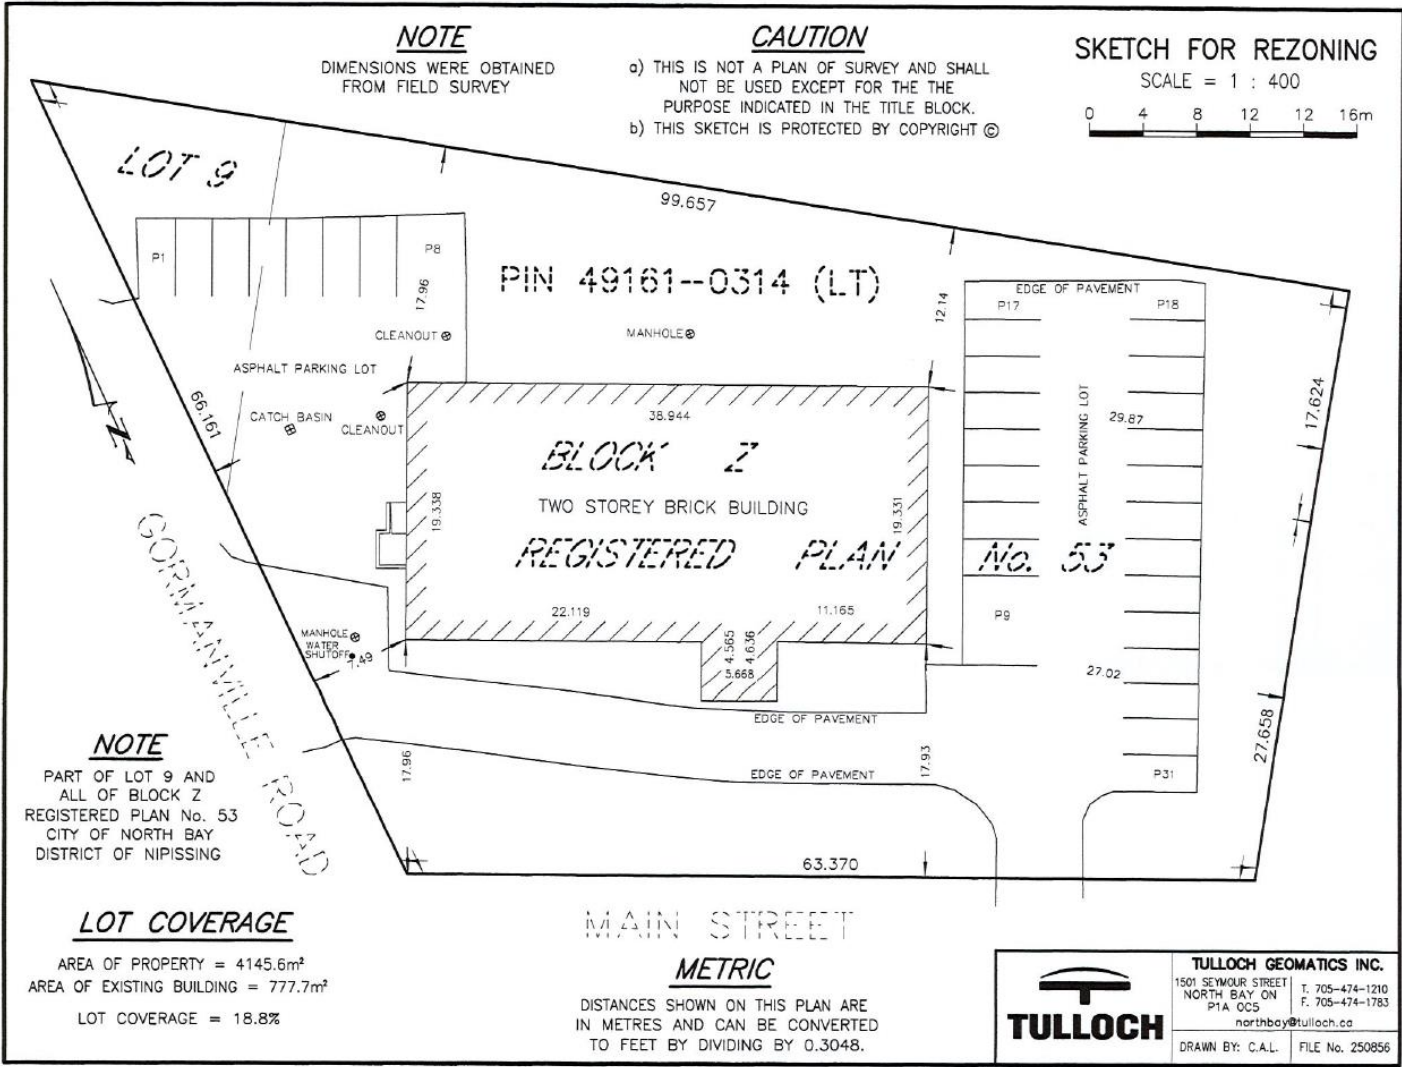 NOTE
DIMENSIONS WERE OBTAINED
FROM FIELD SURVEY
CAUTION
a) THIS IS NOT A PLAN OF SURVEY AND SHALL
NOT BE USED EXCEPT FOR THE THE
PURPOSE INDICATED IN THE TITLE BLOCK.
b) THIS SKETCH IS PROTECTED BY COPYRIGHT ©
SKETCH FOR REZONING
SCALE = 1 : 400
0 4 8 12 12 16m
LOT 9
99.657
P1
P8
17.96
PIN 49161--0314 (LT)
12.14
EDGE OF PAVEMENT
P17
P18
CLEANOUT
MANHOLE
ASPHALT PARKING LOT
66.161
CATCH BASIN
CLEANOUT
N
38.944
BLOCK Z
TWO STOREY BRICK BUILDING
REGISTERED PLAN No. 53
19.338
19.331
ASPHALT PARKING LOT
29.87
17.624
22.119
11.165
P9
MANHOLE
WATER
SHUTOFF
7.49
4.565
4.636
5.668
27.02
27.658
EDGE OF PAVEMENT
GORMANVILLE ROAD
17.96
17.93
EDGE OF PAVEMENT
P31
NOTE
PART OF LOT 9 AND
ALL OF BLOCK Z
REGISTERED PLAN No. 53
CITY OF NORTH BAY
DISTRICT OF NIPISSING
63.370
MAIN STREET
LOT COVERAGE
AREA OF PROPERTY = 4145.6m²
AREA OF EXISTING BUILDING = 777.7m²
LOT COVERAGE = 18.8%
METRIC
DISTANCES SHOWN ON THIS PLAN ARE
IN METRES AND CAN BE CONVERTED
TO FEET BY DIVIDING BY 0.3048.
TULLOCH
TULLOCH GEOMATICS INC.
1501 SEYMOUR STREET
NORTH BAY ON
P1A 0C5
T. 705-474-1210
F. 705-474-1783
northbay@tulloch.ca
DRAWN BY: C.A.L.
FILE No. 250856